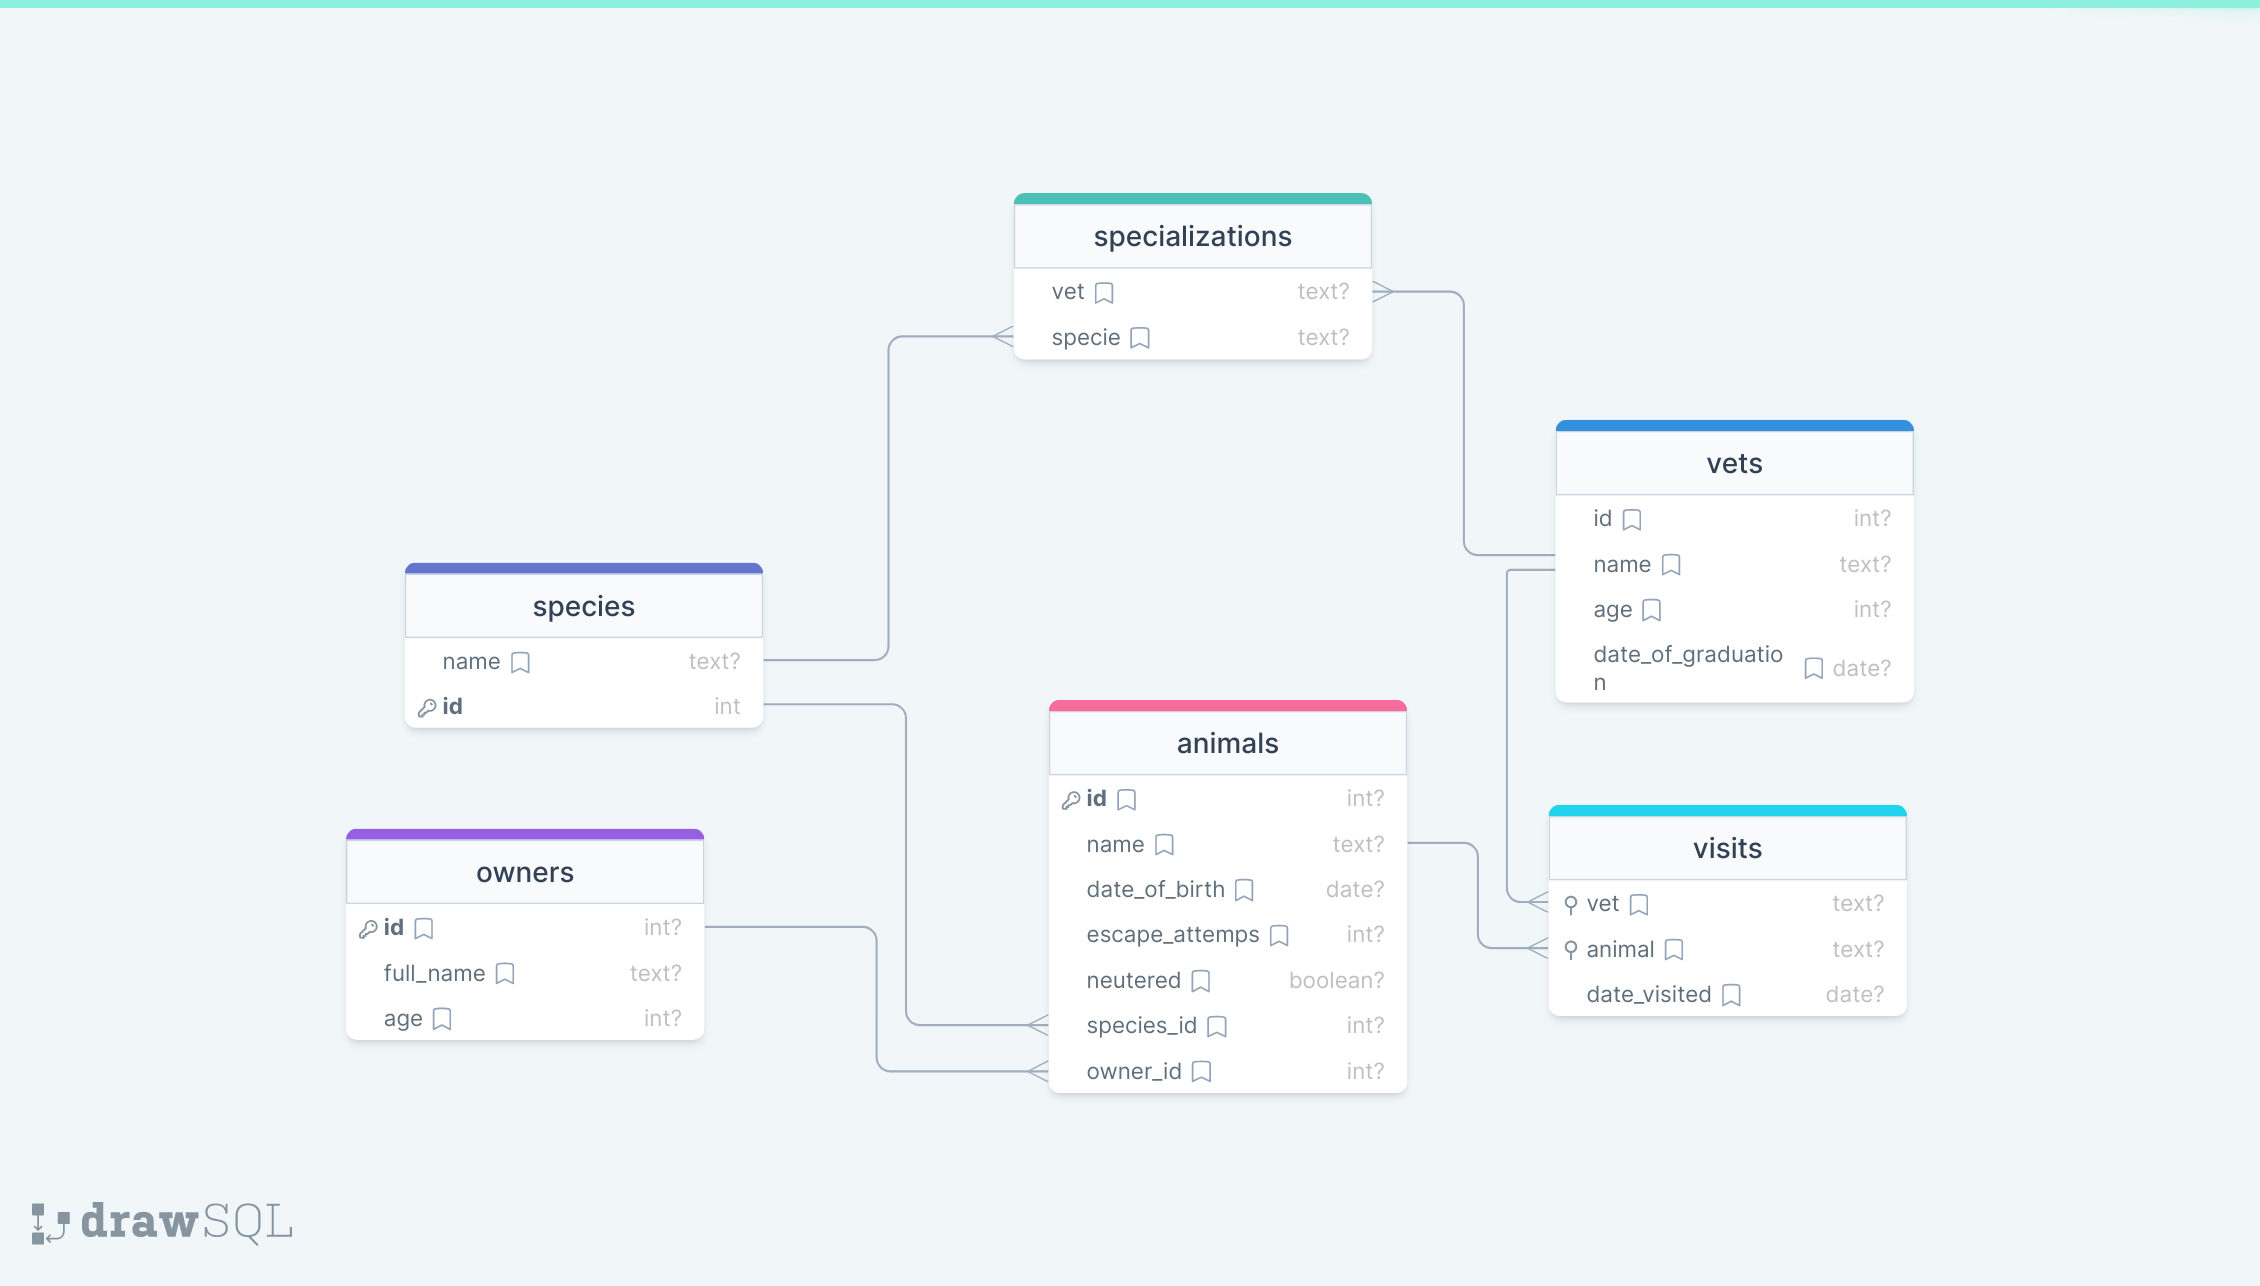 specializations
vet text?
specie text?
vets
id int?
name text?
age int?
date_of_graduatio
n date?
species
name text?
id int
animals
id int?
name text?
date_of_birth date?
escape_attemps int?
neutered boolean?
species_id int?
owner_id int?
owners
id int?
full_name text?
age int?
visits
vet text?
animal text?
date_visited date?
drawSQL